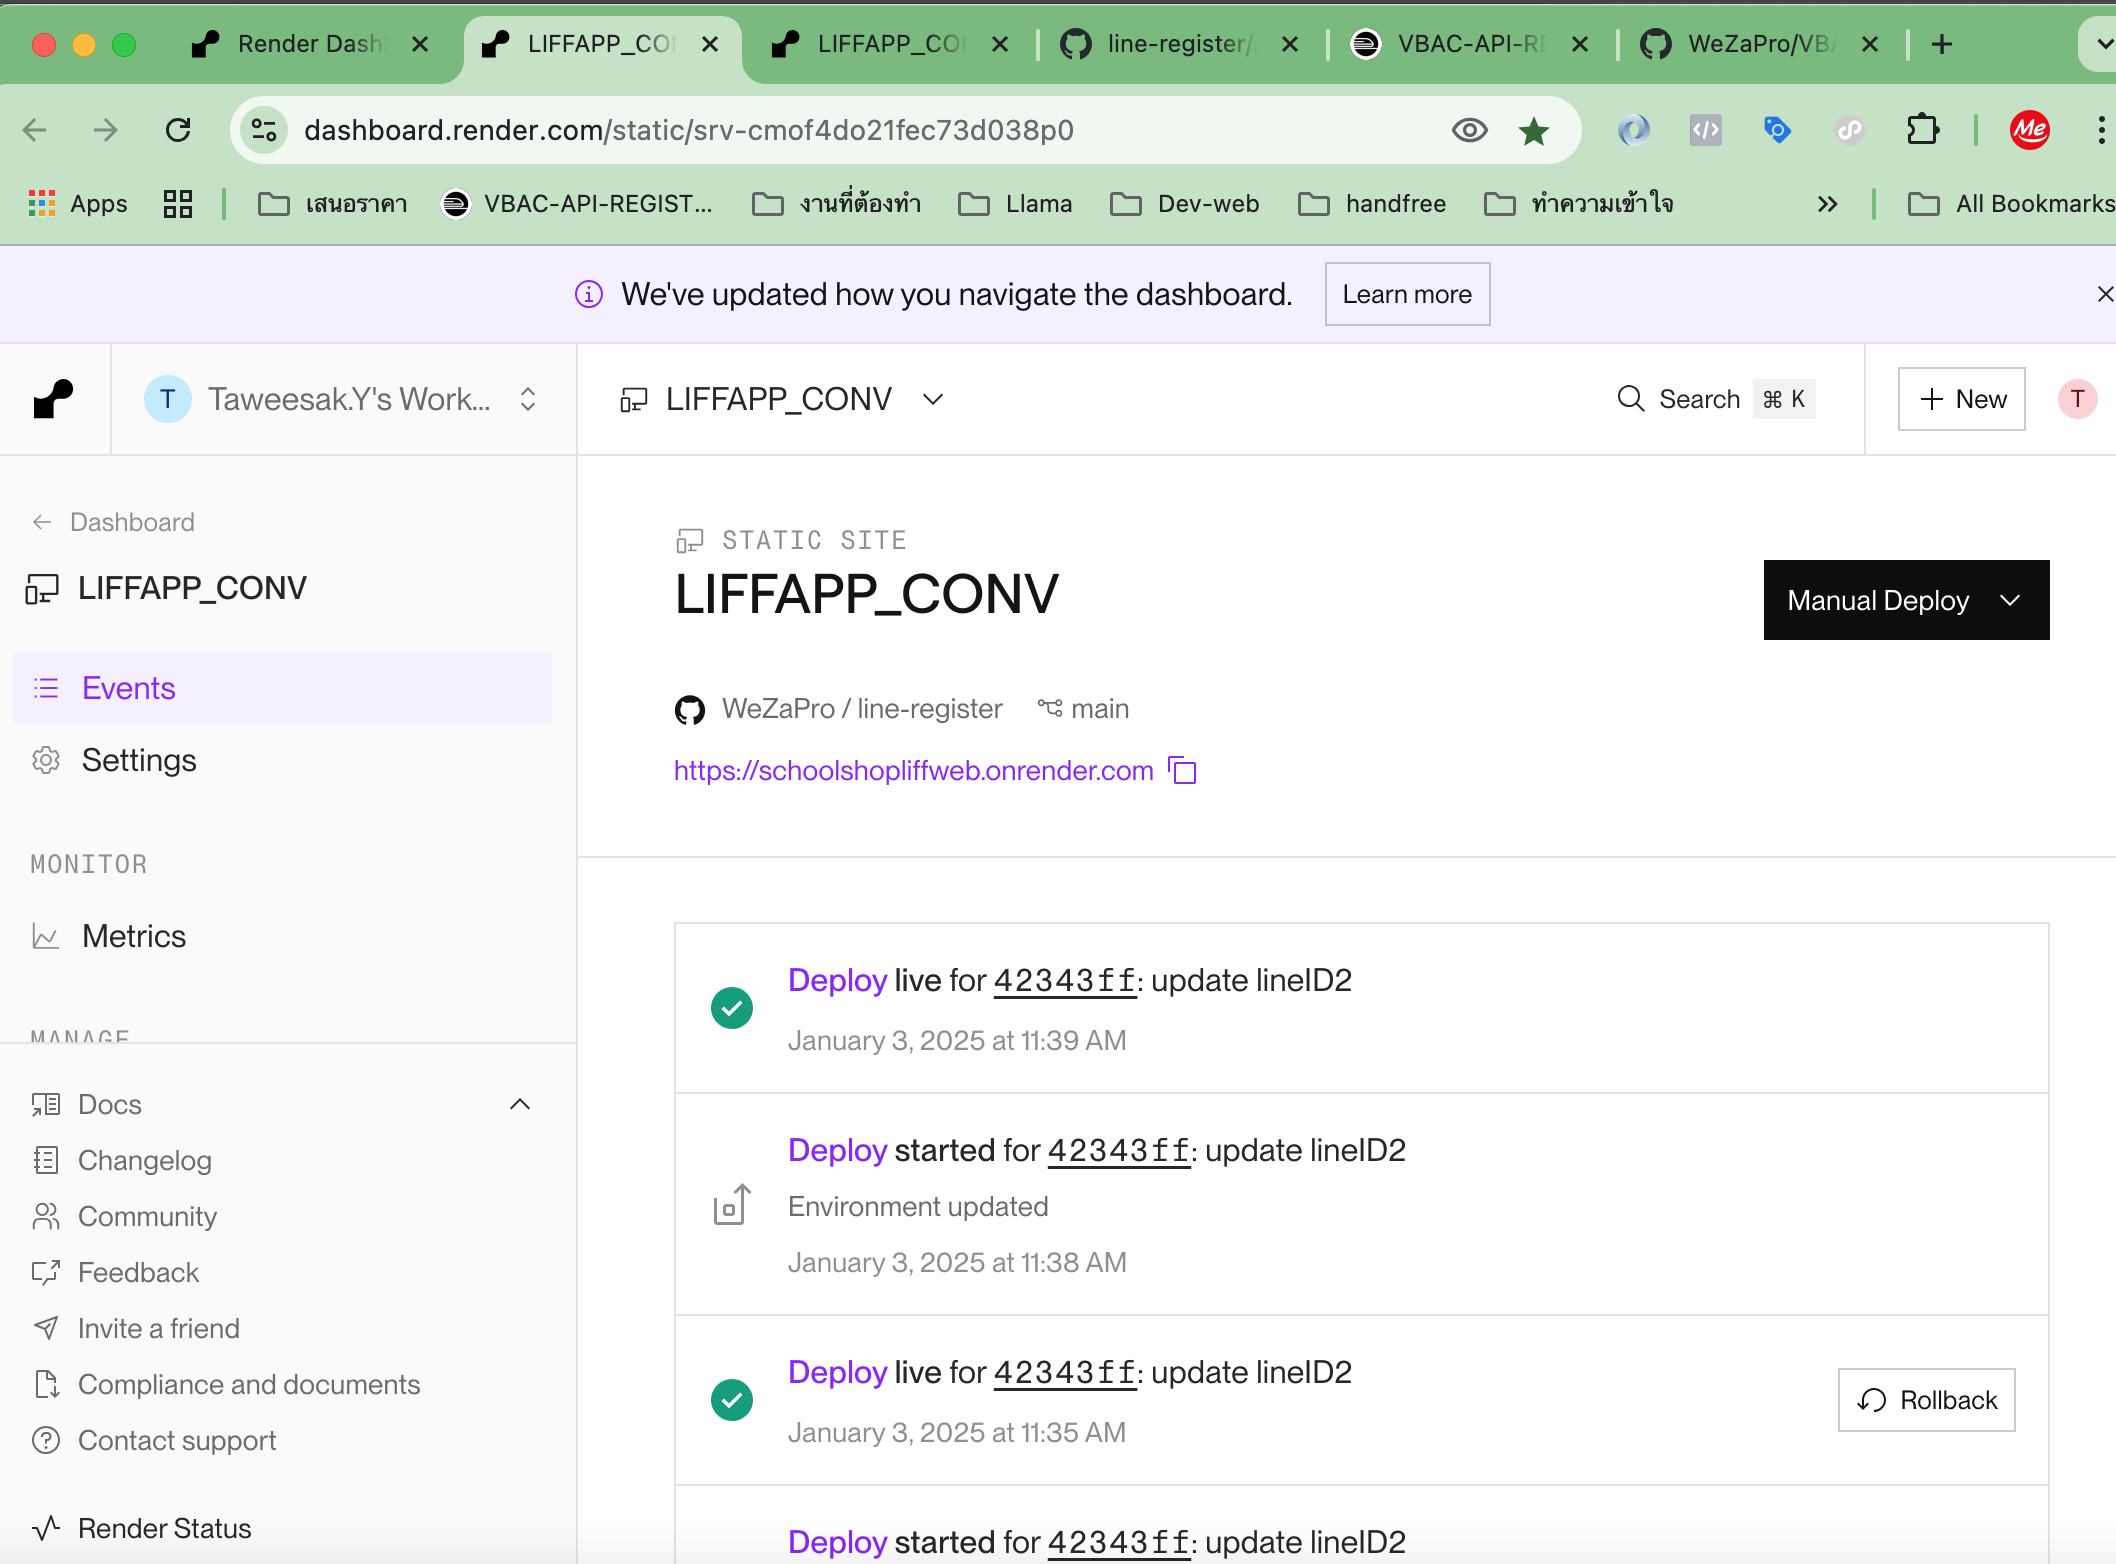 Render Dash
LIFFAPP_CO
LIFFAPP_CO
line-register/
VBAC-API-RE
WeZaPro/VBA
dashboard.render.com/static/srv-cmof4do21fec73d038p0
Me
Apps
เสนอราคา
VBAC-API-REGIST...
งานที่ต้องทำ
Llama
Dev-web
handfree
ทำความเข้าใจ
All Bookmarks
We've updated how you navigate the dashboard.
Learn more
T
Taweesak.Y's Work...
LIFFAPP_CONV
Search
⌘ K
+ New
T
← Dashboard
LIFFAPP_CONV
Events
Settings
MONITOR
Metrics
MANAGE
Docs
Changelog
Community
Feedback
Invite a friend
Compliance and documents
Contact support
Render Status
STATIC SITE
LIFFAPP_CONV
Manual Deploy
WeZaPro / line-register
main
https://schoolshopliffweb.onrender.com
Deploy live for 42343ff: update lineID2
January 3, 2025 at 11:39 AM
Deploy started for 42343ff: update lineID2
Environment updated
January 3, 2025 at 11:38 AM
Deploy live for 42343ff: update lineID2
January 3, 2025 at 11:35 AM
Rollback
Deploy started for 42343ff: update lineID2